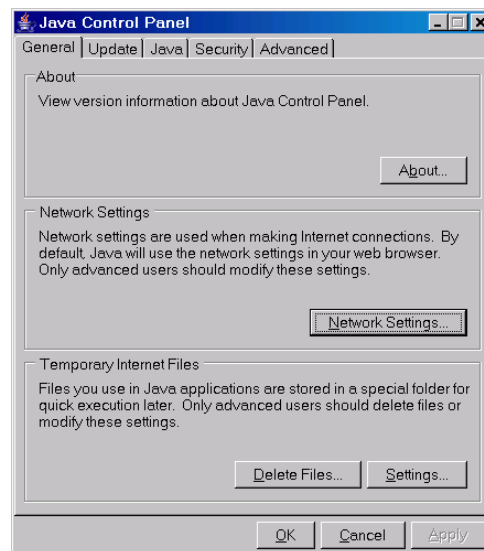 Java Control Panel
General Update Java Security Advanced
About
View version information about Java Control Panel.
About...
Network Settings
Network settings are used when making Internet connections. By
default, Java will use the network settings in your web browser.
Only advanced users should modify these settings.
Network Settings...
Temporary Internet Files
Files you use in Java applications are stored in a special folder for
quick execution later. Only advanced users should delete files or
modify these settings.
Delete Files... Settings...
OK Cancel Apply